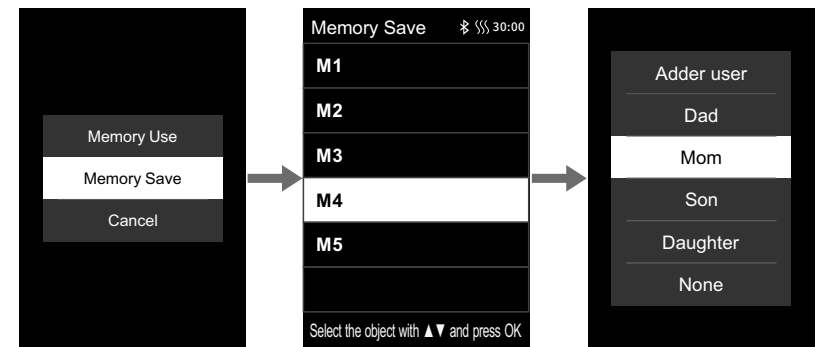 Memory Use
Memory Save
Cancel
Memory Save 30:00
M1
M2
M3
M4
M5
Select the object with ▲▼ and press OK
Adder user
Dad
Mom
Son
Daughter
None